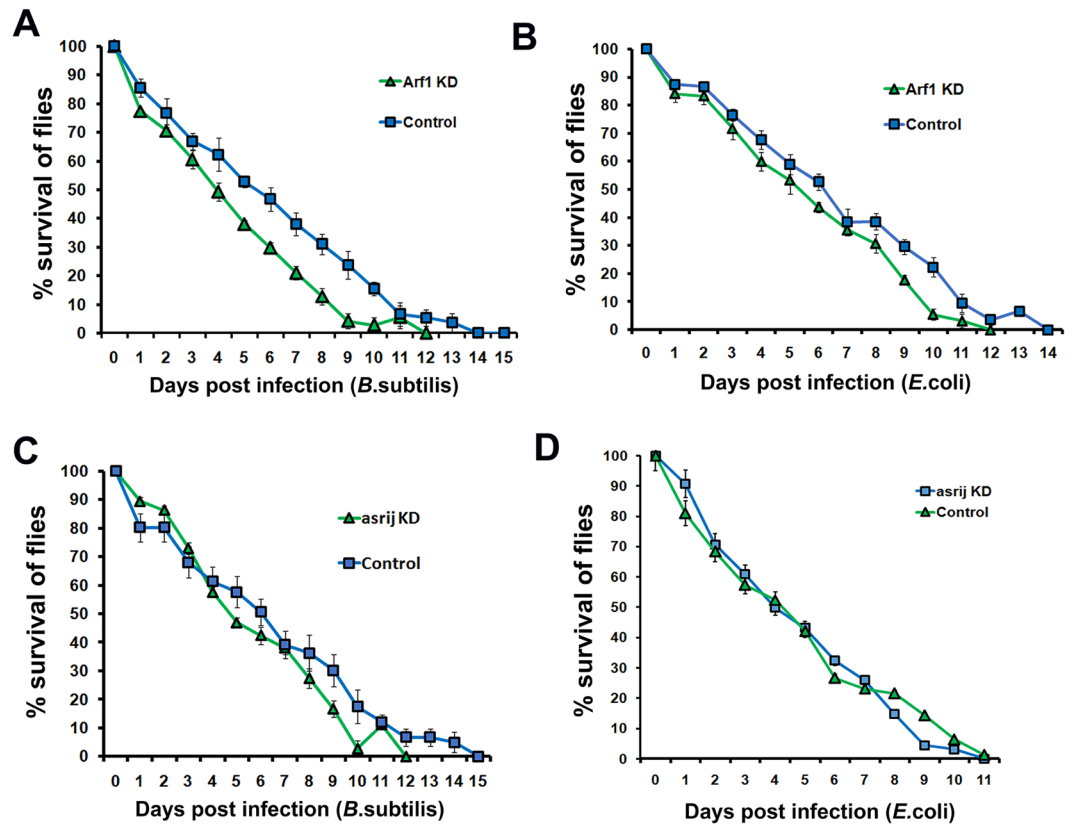 A
% survival of flies
100
90
80
70
60
50
40
30
20
10
0
Arf1 KD
Control
0 1 2 3 4 5 6 7 8 9 10 11 12 13 14 15
Days post infection (B.subtilis)
B
% survival of flies
100
90
80
70
60
50
40
30
20
10
0
Arf1 KD
Control
0 1 2 3 4 5 6 7 8 9 10 11 12 13 14
Days post infection (E.coli)
C
% survival of flies
100
90
80
70
60
50
40
30
20
10
0
asrij KD
Control
0 1 2 3 4 5 6 7 8 9 10 11 12 13 14 15
Days post infection (B.subtilis)
D
% survival of flies
100
90
80
70
60
50
40
30
20
10
0
asrij KD
Control
0 1 2 3 4 5 6 7 8 9 10 11
Days post infection (E.coli)